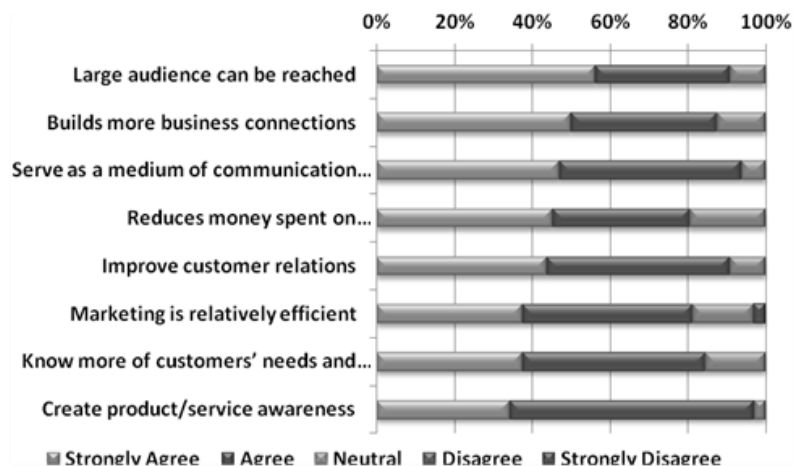 0% 20% 40% 60% 80% 100%
Large audience can be reached
Builds more business connections
Serve as a medium of communication...
Reduces money spent on...
Improve customer relations
Marketing is relatively efficient
Know more of customers’ needs and...
Create product/service awareness
Strongly Agree Agree Neutral Disagree Strongly Disagree